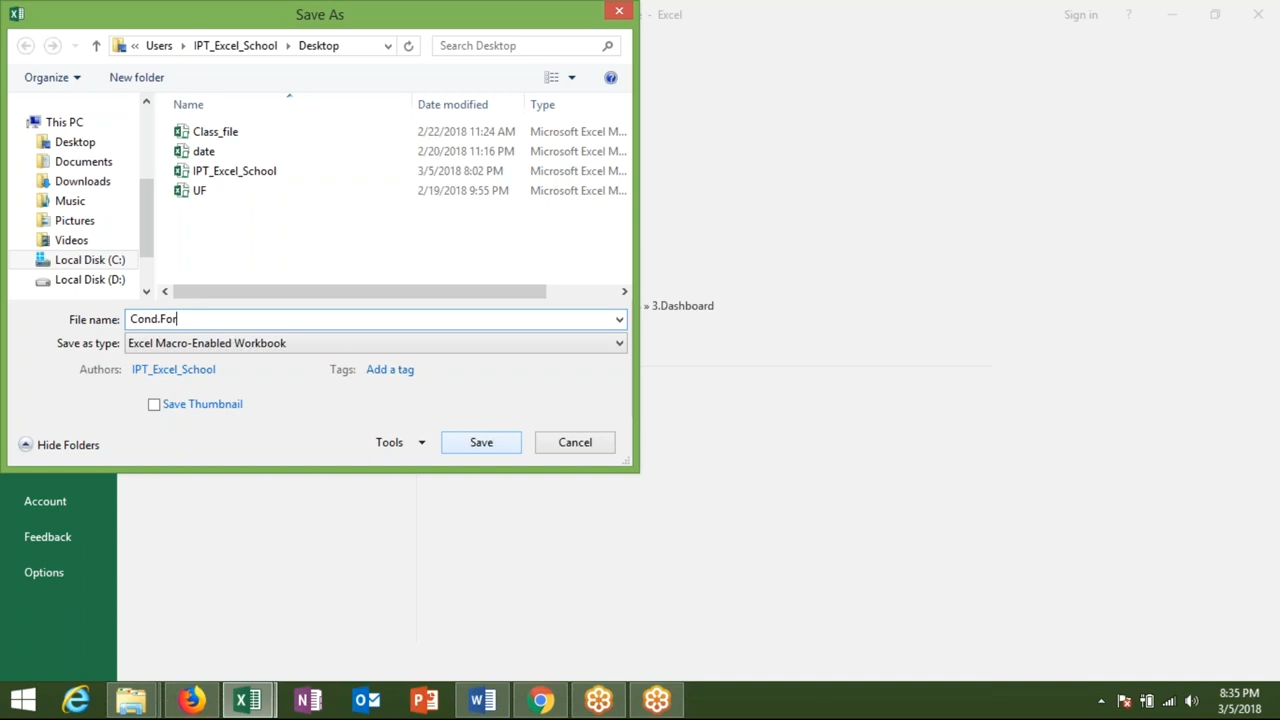 Save As
- Excel
Sign in
?
« Users IPT_Excel_School Desktop
Search Desktop
Organize
New folder
Name
Date modified
Type
This PC
Desktop
Documents
Downloads
Music
Pictures
Videos
Local Disk (C:)
Local Disk (D:)
Class_file 2/22/2018 11:24 AM Microsoft Excel M...
date 2/20/2018 11:16 PM Microsoft Excel M...
IPT_Excel_School 3/5/2018 8:02 PM Microsoft Excel M...
UF 2/19/2018 9:55 PM Microsoft Excel M...
» 3.Dashboard
File name: Cond.For
Save as type: Excel Macro-Enabled Workbook
Authors: IPT_Excel_School
Tags: Add a tag
Save Thumbnail
Hide Folders
Tools
Save
Cancel
Account
Feedback
Options
8:35 PM
3/5/2018